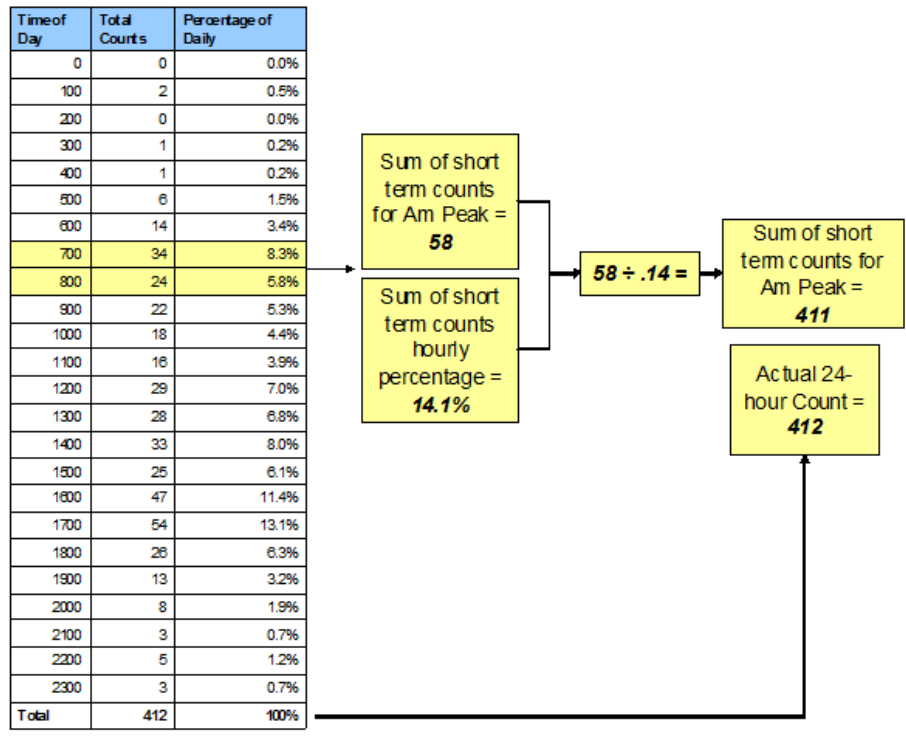 Time of Day Total Counts Percentage of Daily
0 0 0.0%
100 2 0.5%
200 0 0.0%
300 1 0.2%
400 1 0.2%
500 6 1.5%
600 14 3.4%
700 34 8.3%
800 24 5.8%
900 22 5.3%
1000 18 4.4%
1100 16 3.9%
1200 29 7.0%
1300 28 6.8%
1400 33 8.0%
1500 25 6.1%
1600 47 11.4%
1700 54 13.1%
1800 26 6.3%
1900 13 3.2%
2000 8 1.9%
2100 3 0.7%
2200 5 1.2%
2300 3 0.7%
Total 412 100%
Sum of short
term counts
for Am Peak =
58
Sum of short
term counts
hourly
percentage =
14.1%
58 ÷ .14 =
Sum of short
term counts for
Am Peak =
411
Actual 24-
hour Count =
412